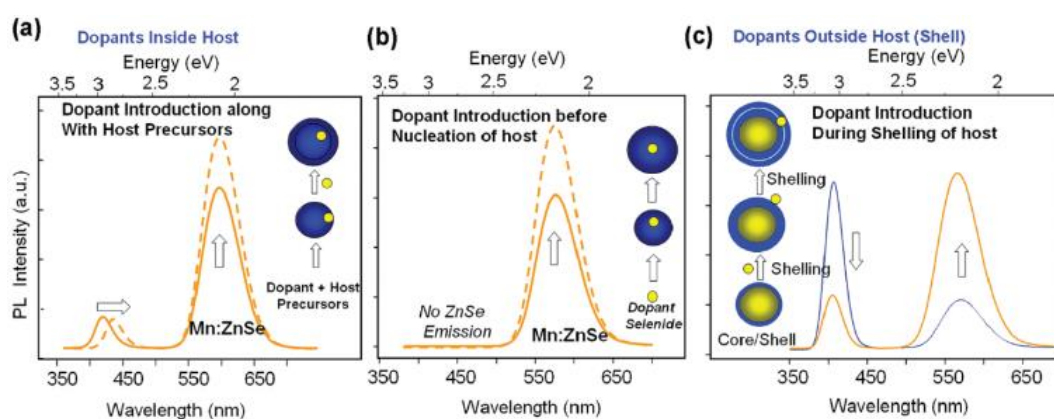 (a)
Dopants Inside Host
Energy (eV)
3.5 3 2.5 2
Dopant Introduction along
With Host Precursors
Dopant + Host
Precursors
Mn:ZnSe
PL Intensity (a.u.)
350 450 550 650
Wavelength (nm)
(b)
Energy (eV)
3.5 3 2.5 2
Dopant Introduction before
Nucleation of host
No ZnSe
Emission
Mn:ZnSe
Dopant
Selenide
350 450 550 650
Wavelength (nm)
(c)
Dopants Outside Host (Shell)
Energy (eV)
3.5 3 2.5 2
Dopant Introduction
During Shelling of host
Shelling
Shelling
Core/Shell
350 450 550 650
Wavelength (nm)